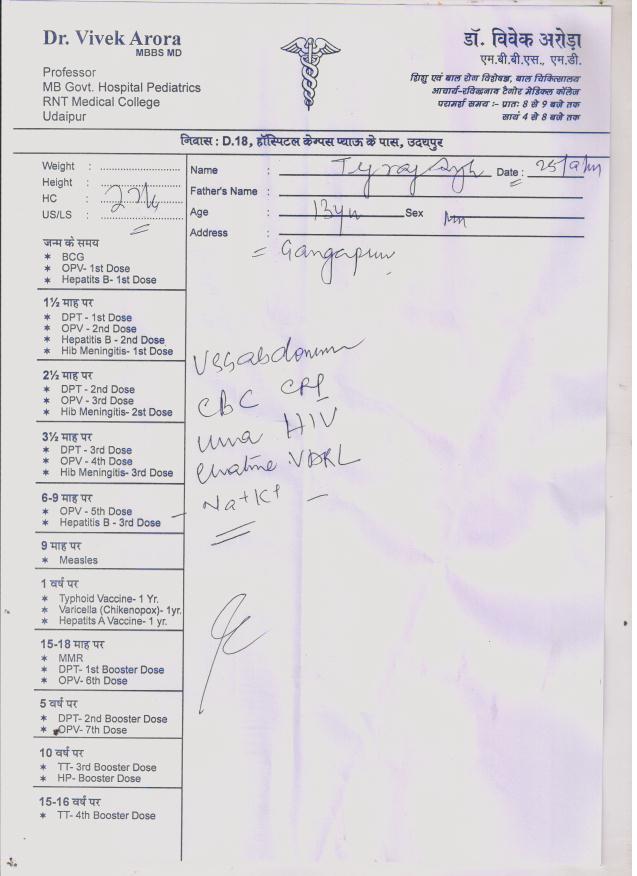 Dr. Vivek Arora
MBBS MD
Professor
MB Govt. Hospital Pediatrics
RNT Medical College
Udaipur
डॉ. विवेक अरोड़ा
एम.बी.बी.एस., एम.डी.
शिशु एवं बाल रोग विशेषज्ञ, बाल चिकित्सालय
आचार्य-रविन्द्रनाथ टैगोर मेडिकल कॉलेज
परामर्श समय :- प्रातः 8 से 9 बजे तक
सायं 4 से 8 बजे तक
निवास : D.18, हॉस्पिटल केम्पस प्याऊ के पास, उदयपुर
Weight :
Height :
HC :
US/LS :
Name :
Date :
Father's Name :
Age : 13
Sex
Address :
= Gangapur
जन्म के समय
* BCG
* OPV- 1st Dose
* Hepatits B- 1st Dose
1½ माह पर
* DPT - 1st Dose
* OPV - 2nd Dose
* Hepatitis B - 2nd Dose
* Hib Meningitis- 1st Dose
2½ माह पर
* DPT - 2nd Dose
* OPV - 3rd Dose
* Hib Meningitis- 2st Dose
3½ माह पर
* DPT - 3rd Dose
* OPV - 4th Dose
* Hib Meningitis- 3rd Dose
6-9 माह पर
* OPV - 5th Dose
* Hepatitis B - 3rd Dose
9 माह पर
* Measles
1 वर्ष पर
* Typhoid Vaccine- 1 Yr.
* Varicella (Chikenopox)- 1yr.
* Hepatits A Vaccine- 1 yr.
15-18 माह पर
* MMR
* DPT- 1st Booster Dose
* OPV- 6th Dose
5 वर्ष पर
* DPT- 2nd Booster Dose
* OPV- 7th Dose
10 वर्ष पर
* TT- 3rd Booster Dose
* HP- Booster Dose
15-16 वर्ष पर
* TT- 4th Booster Dose
CBC CRP
HIV
VDRL
Na+K+